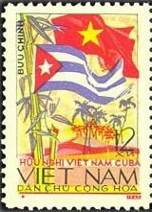 BƯU CHÍNH
12
HỮU NGHỊ VIỆT NAM CUBA
VIỆT NAM
DÂN CHỦ CỘNG HÒA